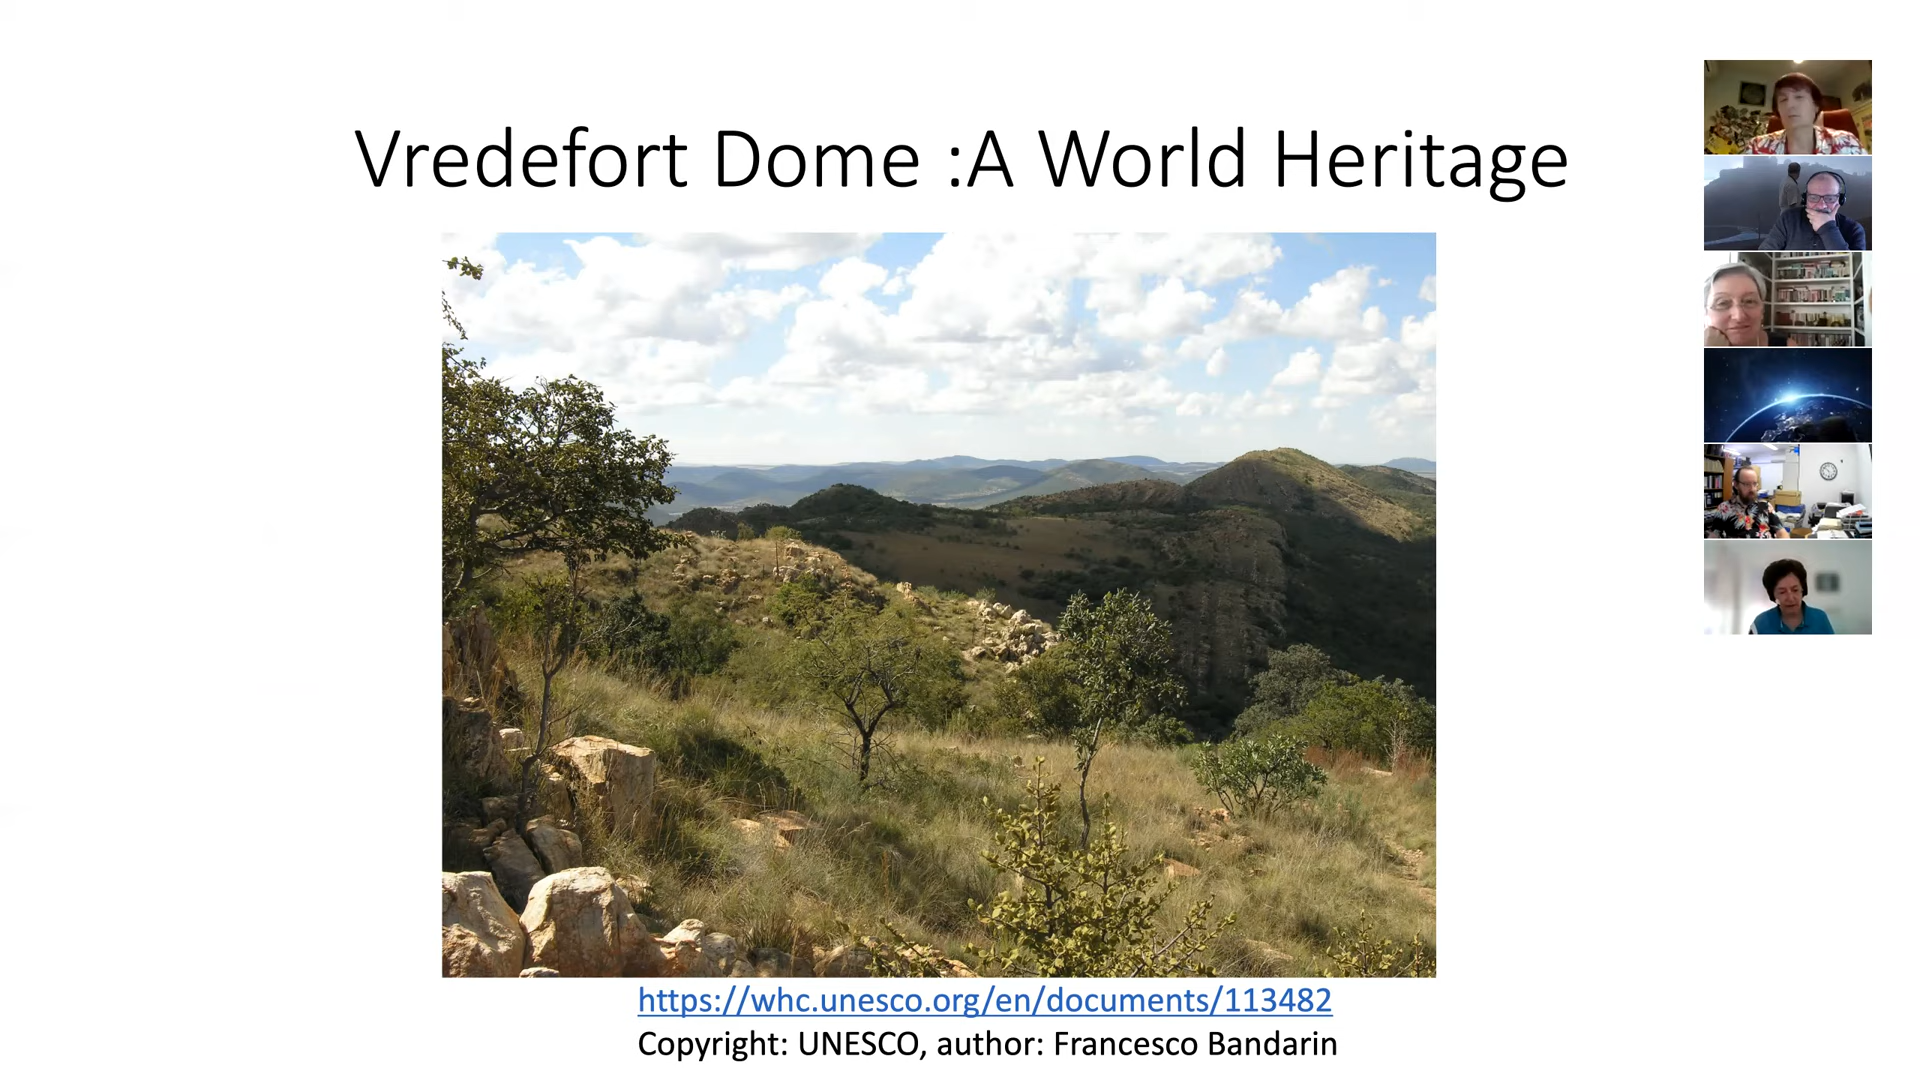 Vredefort Dome :A World Heritage
https://whc.unesco.org/en/documents/113482
Copyright: UNESCO, author: Francesco Bandarin